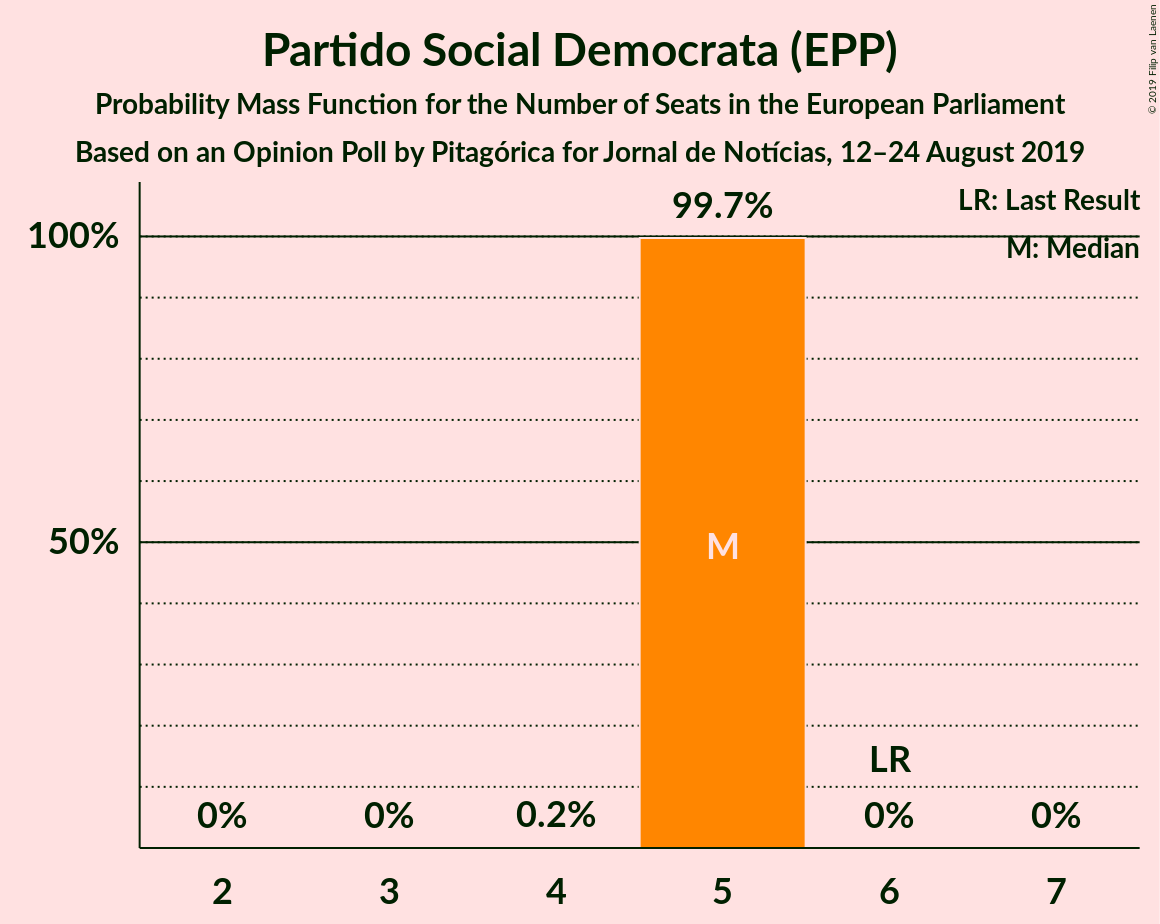 Partido Social Democrata (EPP)
Probability Mass Function for the Number of Seats in the European Parliament
Based on an Opinion Poll by Pitagórica for Jornal de Notícias, 12–24 August 2019
© 2019 Filip van Laenen
LR: Last Result
M: Median
99.7%
100%
50%
M
LR
0% 0% 0.2% 0% 0%
2 3 4 5 6 7